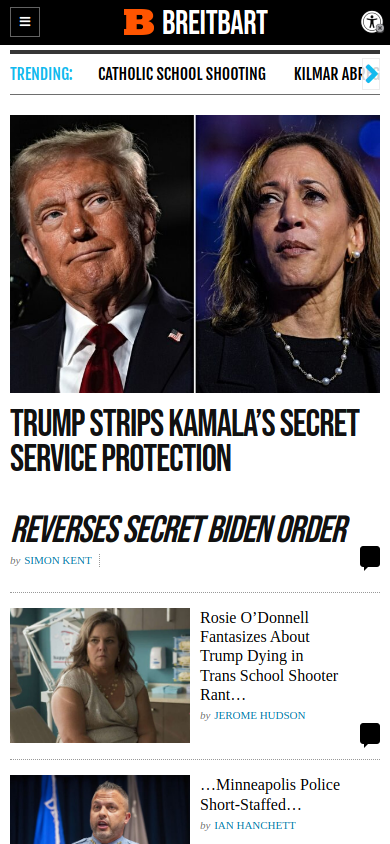 BREITBART
TRENDING:
CATHOLIC SCHOOL SHOOTING
KILMAR ABR
TRUMP STRIPS KAMALA’S SECRET
SERVICE PROTECTION
REVERSES SECRET BIDEN ORDER
by SIMON KENT
Rosie O’Donnell
Fantasizes About
Trump Dying in
Trans School Shooter
Rant…
by JEROME HUDSON
…Minneapolis Police
Short-Staffed…
by IAN HANCHETT